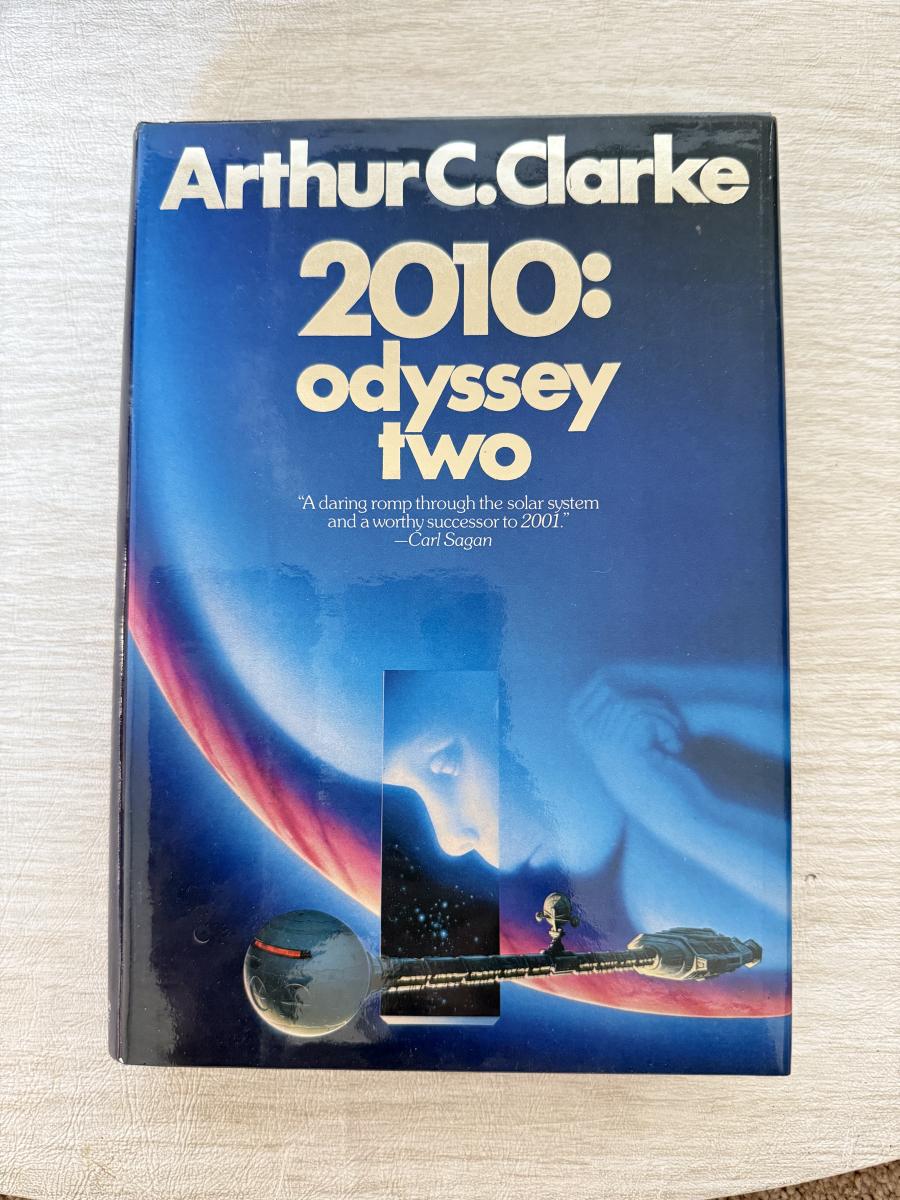 Arthur C. Clarke
2010:
odyssey
two
“A daring romp through the solar system
and a worthy successor to 2001.”
—Carl Sagan